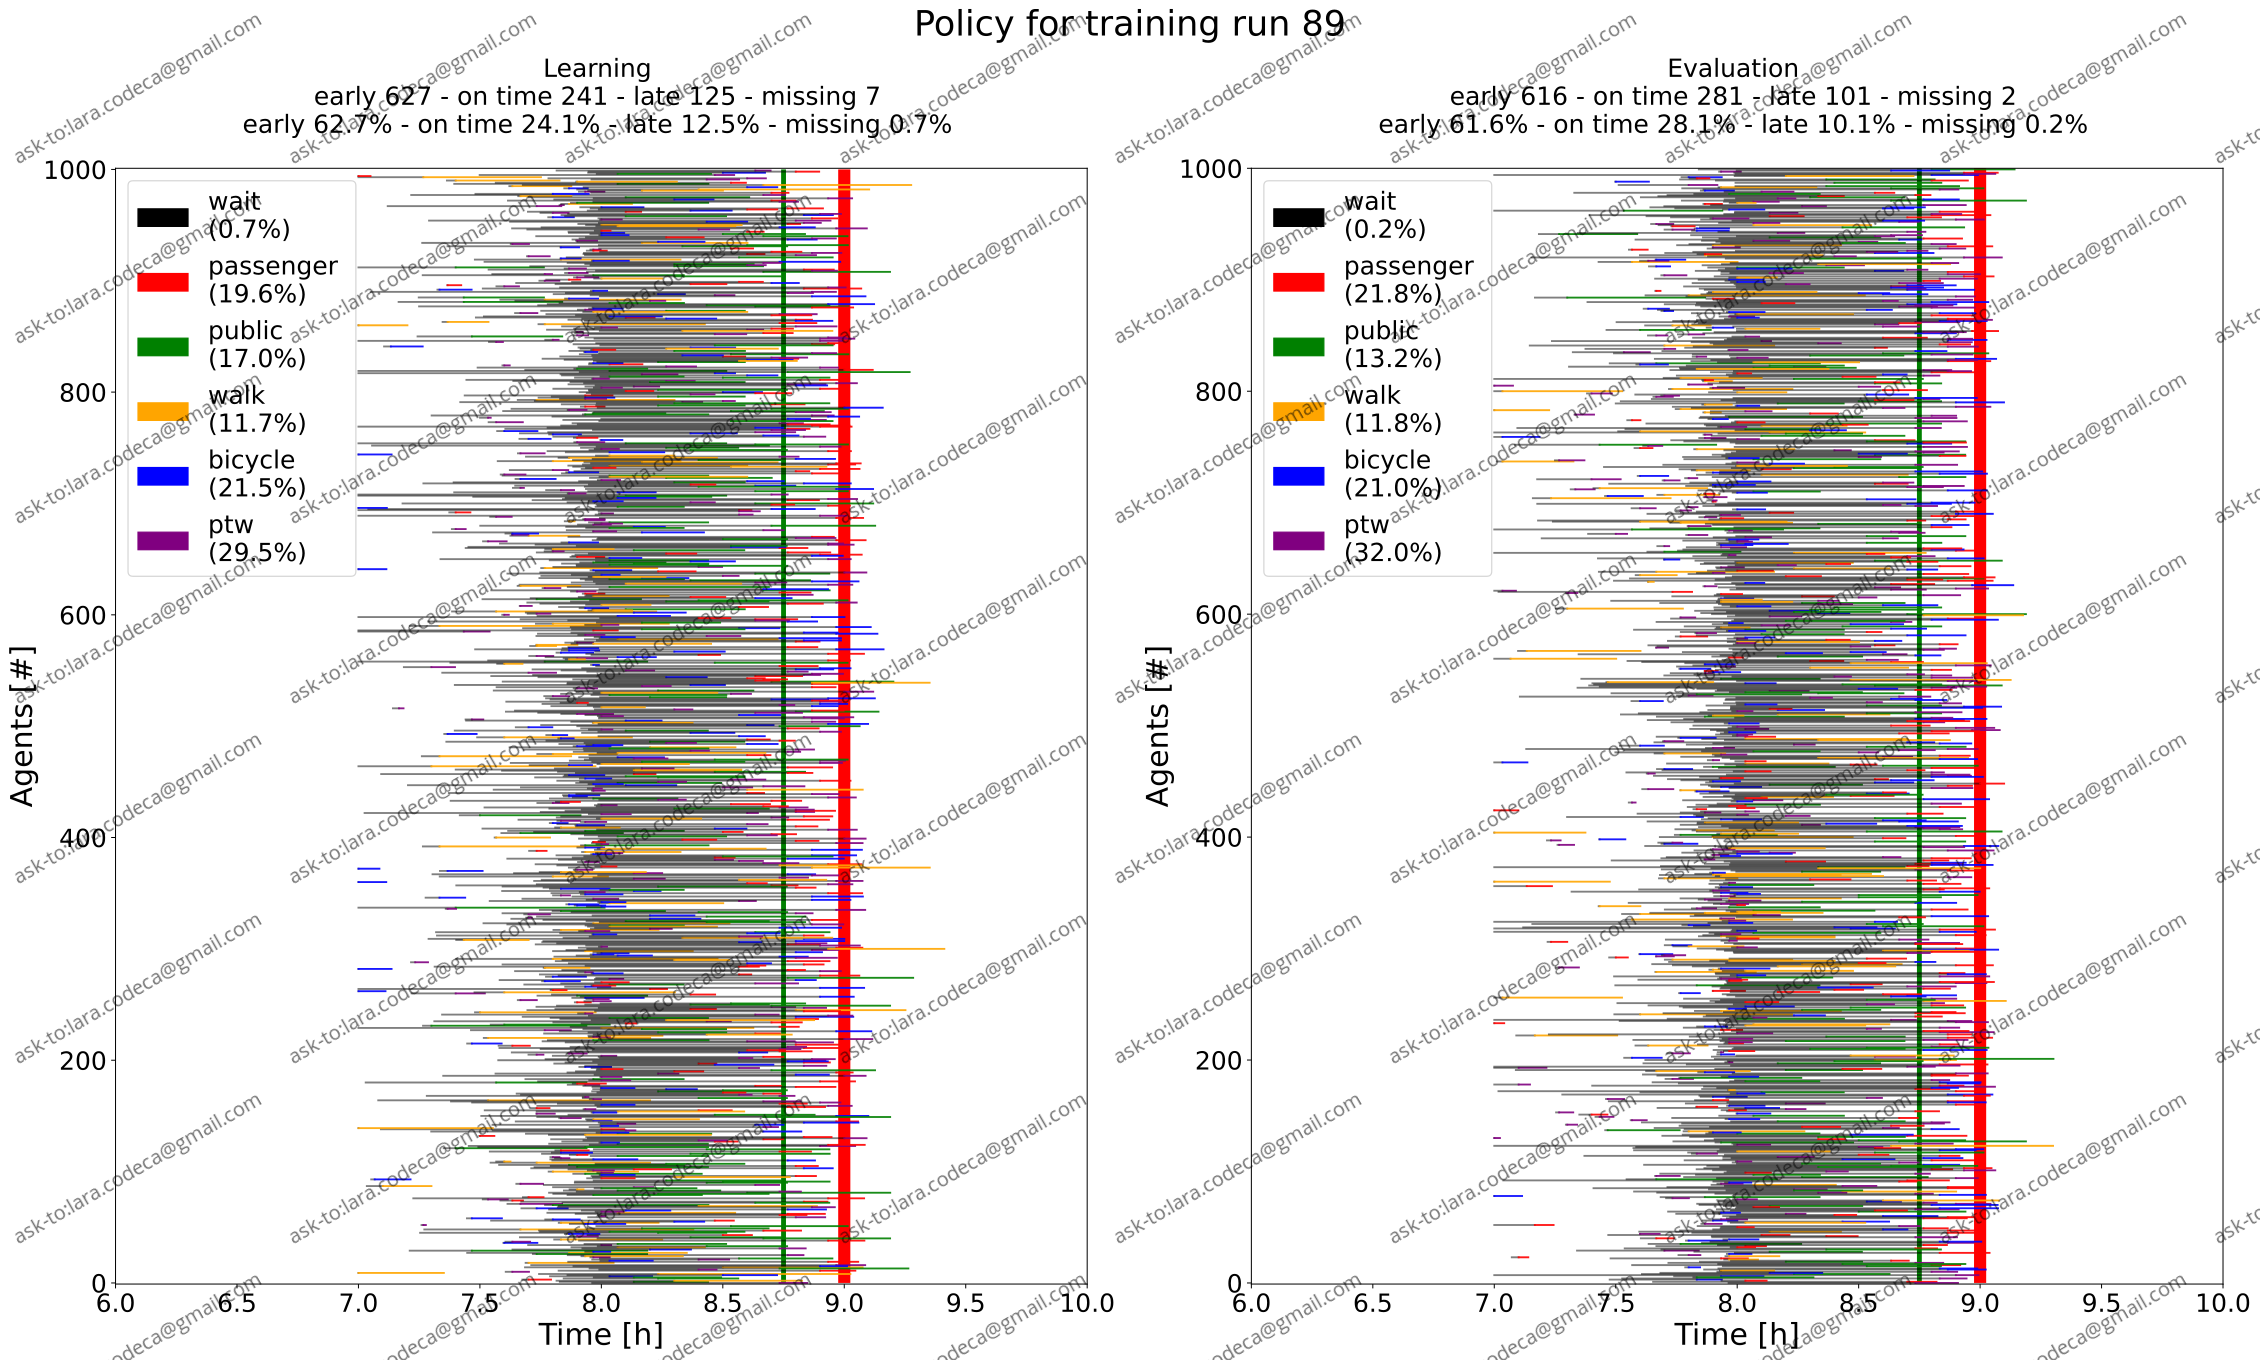 Policy for training run 89
Learning
early 627 - on time 241 - late 125 - missing 7
early 62.7% - on time 24.1% - late 12.5% - missing 0.7%
1000
800
600
400
200
0
Agents [#]
wait
(0.7%)
passenger
(19.6%)
public
(17.0%)
walk
(11.7%)
bicycle
(21.5%)
ptw
(29.5%)
6.0 6.5 7.0 7.5 8.0 8.5 9.0 9.5 10.0
Time [h]
Evaluation
early 616 - on time 281 - late 101 - missing 2
early 61.6% - on time 28.1% - late 10.1% - missing 0.2%
1000
800
600
400
200
0
Agents [#]
wait
(0.2%)
passenger
(21.8%)
public
(13.2%)
walk
(11.8%)
bicycle
(21.0%)
ptw
(32.0%)
6.0 6.5 7.0 7.5 8.0 8.5 9.0 9.5 10.0
Time [h]
ask-to:lara.codeca@gmail.com